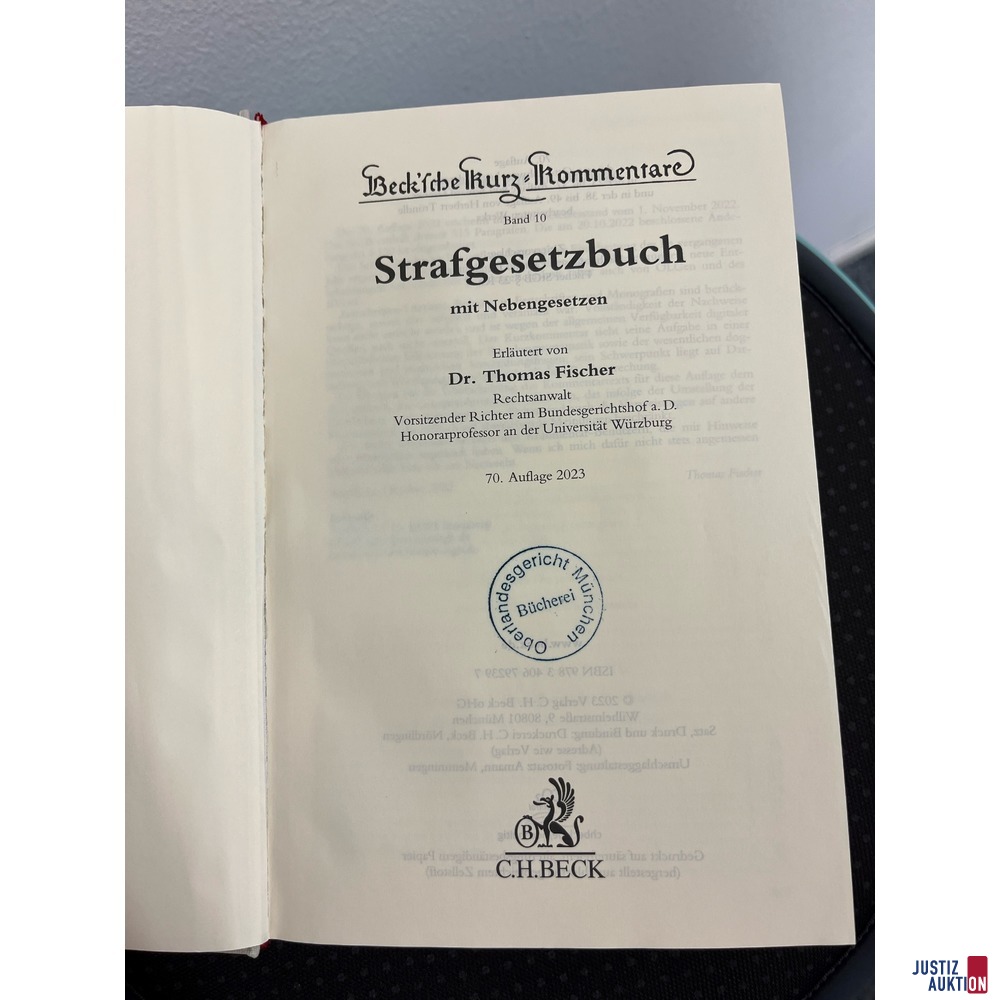 Beck'sche Kurz-Kommentare
Band 10
Strafgesetzbuch
mit Nebengesetzen
Erläutert von
Dr. Thomas Fischer
Rechtsanwalt
Vorsitzender Richter am Bundesgerichtshof a. D.
Honorarprofessor an der Universität Würzburg
70. Auflage 2023
Oberlandesgericht München
Bücherei
B
C.H.BECK
JUSTIZ
AUKTION